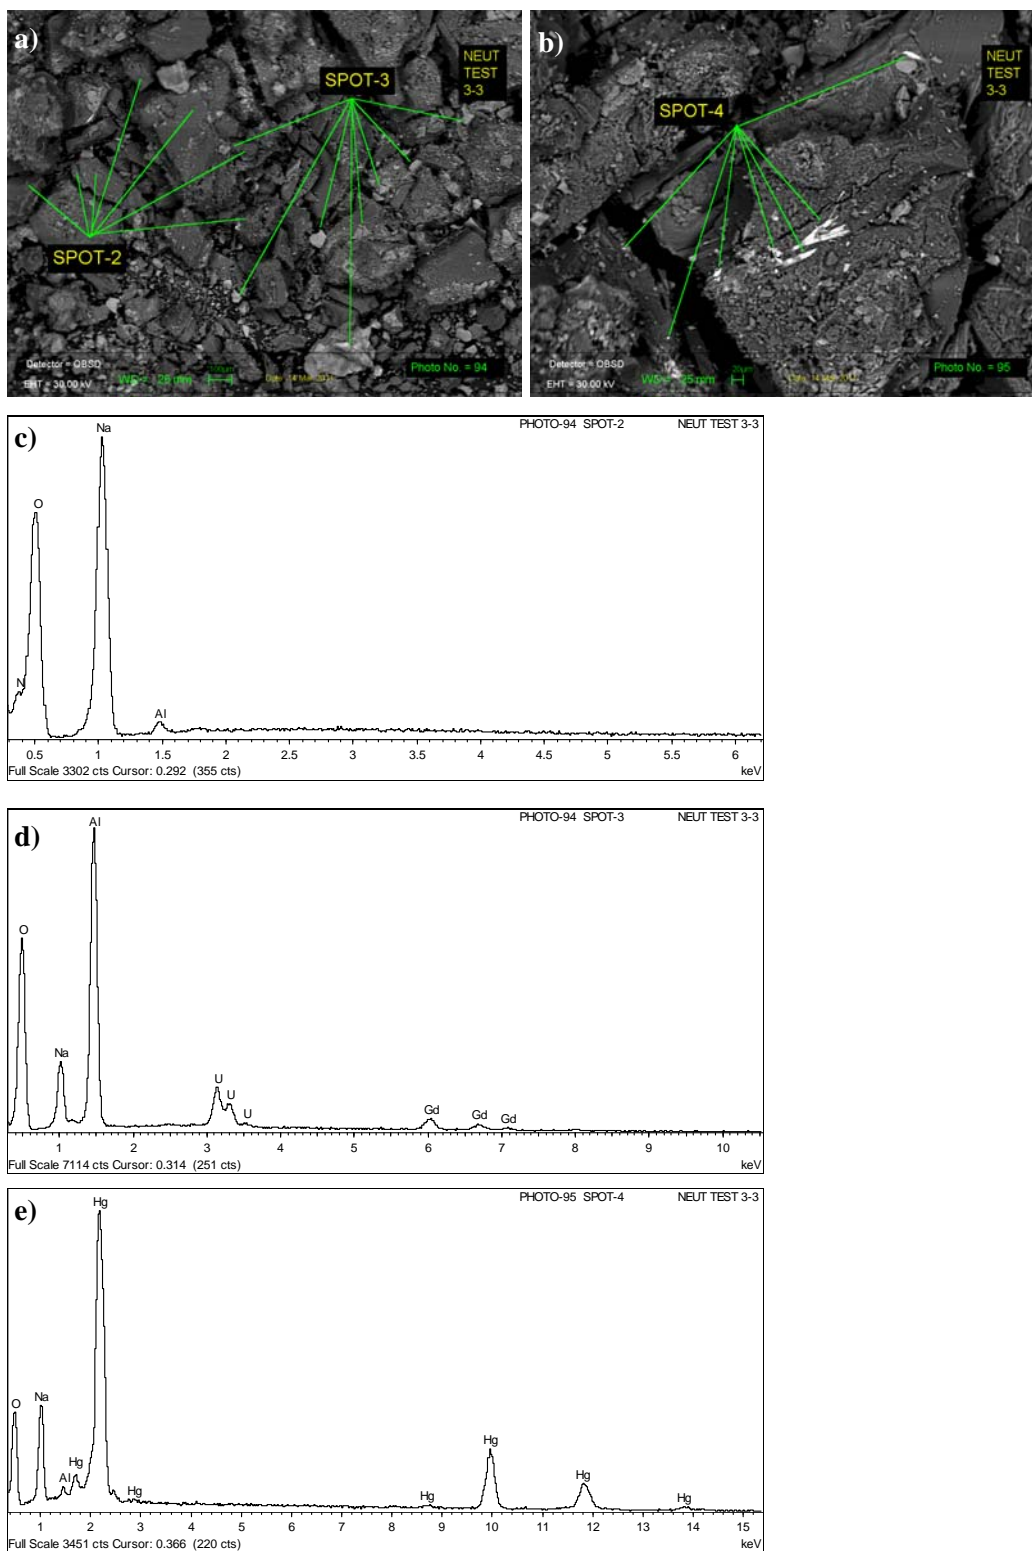 a)
SPOT-3
NEUT
TEST
3-3
SPOT-2
Detector = QBSD
EHT = 30.00 kV
WD = 26 mm
100µm
Photo No. = 94
b)
NEUT
TEST
3-3
SPOT-4
Detector = QBSD
EHT = 30.00 kV
25 mm
20µm
Photo No. = 95
c)
PHOTO-94 SPOT-2 NEUT TEST 3-3
Na
O
N
Al
0.5 1 1.5 2 2.5 3 3.5 4 4.5 5 5.5 6
Full Scale 3302 cts Cursor: 0.292 (355 cts) keV
d)
PHOTO-94 SPOT-3 NEUT TEST 3-3
Al
O
Na
U
U
U
Gd
Gd
Gd
1 2 3 4 5 6 7 8 9 10
Full Scale 7114 cts Cursor: 0.314 (251 cts) keV
e)
PHOTO-95 SPOT-4 NEUT TEST 3-3
Hg
O
Na
Al
Hg
Hg
Hg
Hg
Hg
Hg
1 2 3 4 5 6 7 8 9 10 11 12 13 14 15
Full Scale 3451 cts Cursor: 0.366 (220 cts) keV